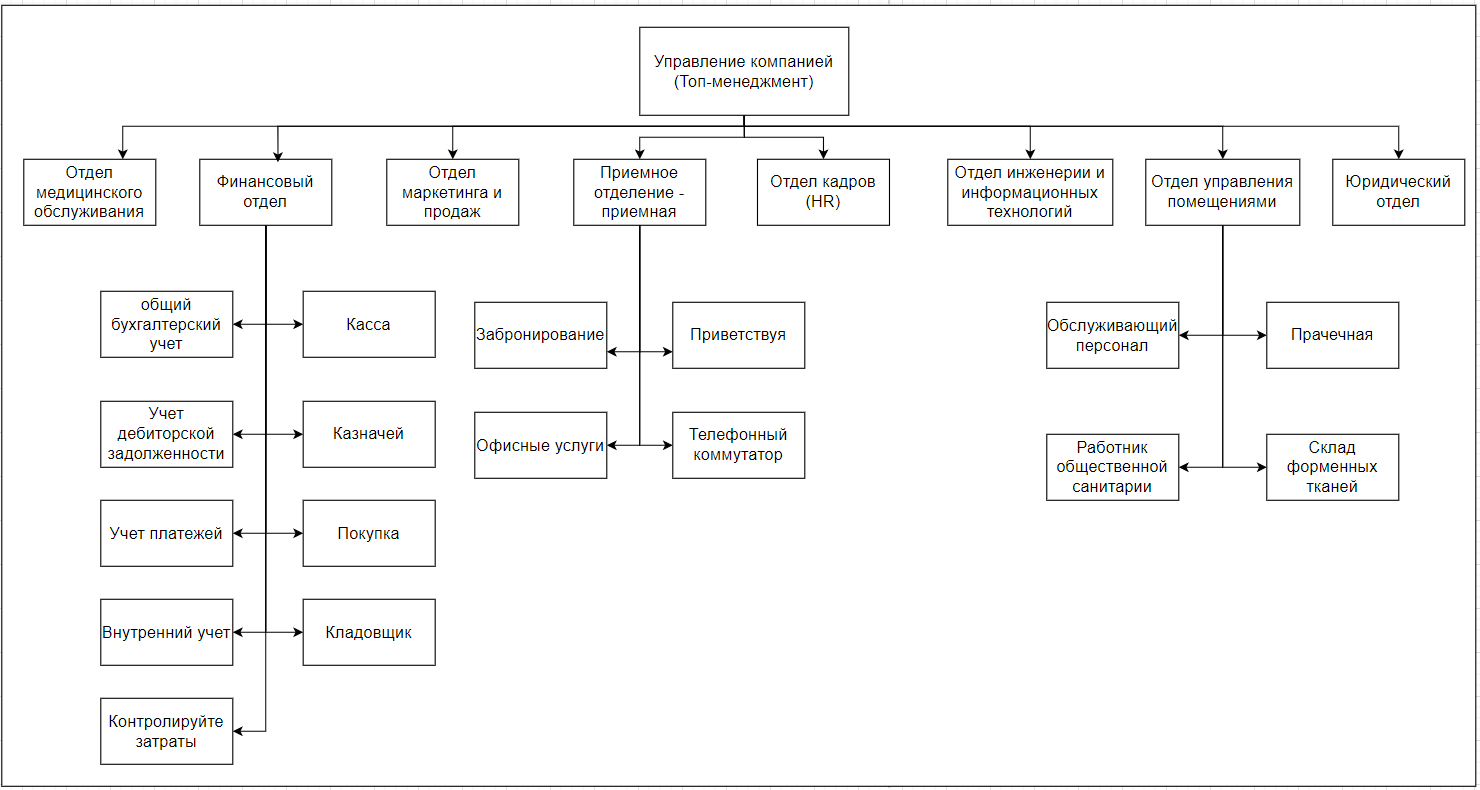 Управление компанией
(Топ-менеджмент)
Отдел
медицинского
обслуживания
Финансовый
отдел
Отдел
маркетинга и
продаж
Приемное
отделение -
приемная
Отдел кадров
(HR)
Отдел инженерии и
информационных
технологий
Отдел управления
помещениями
Юридический
отдел
общий
бухгалтерский
учет
Касса
Учет
дебиторской
задолженности
Казначей
Учет платежей
Покупка
Внутренний учет
Кладовщик
Контролируйте
затраты
Забронирование
Приветствуя
Офисные услуги
Телефонный
коммутатор
Обслуживающий
персонал
Прачечная
Работник
общественной
санитарии
Склад
форменных
тканей